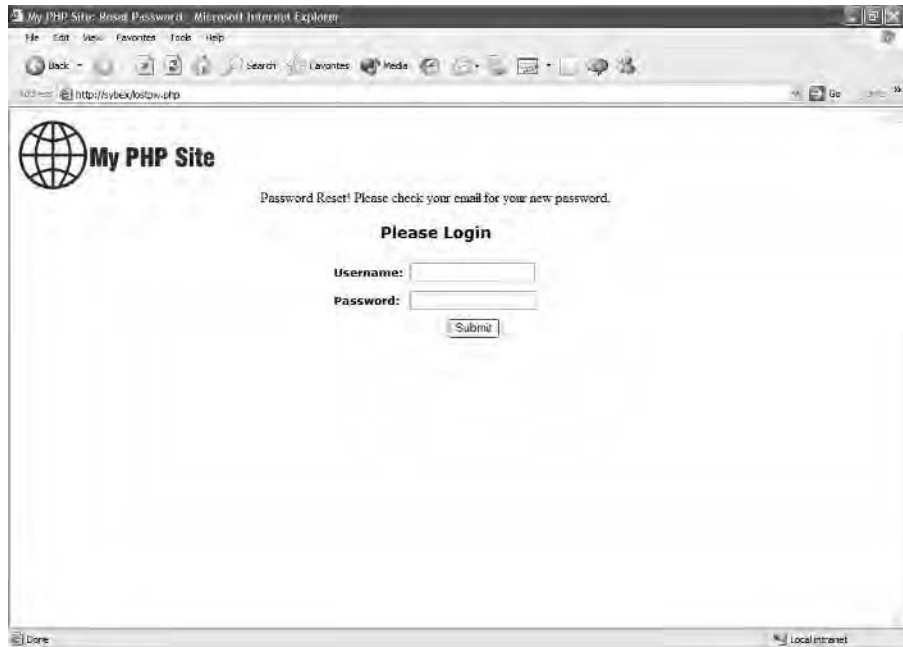 My PHP Site: Reset Password - Microsoft Internet Explorer
File Edit View Favorites Tools Help
Back Search Favorites Media
Address http://sybex/lostpw.php Go
My PHP Site
Password Reset! Please check your email for your new password.
Please Login
Username:
Password:
Submit
Done Local intranet